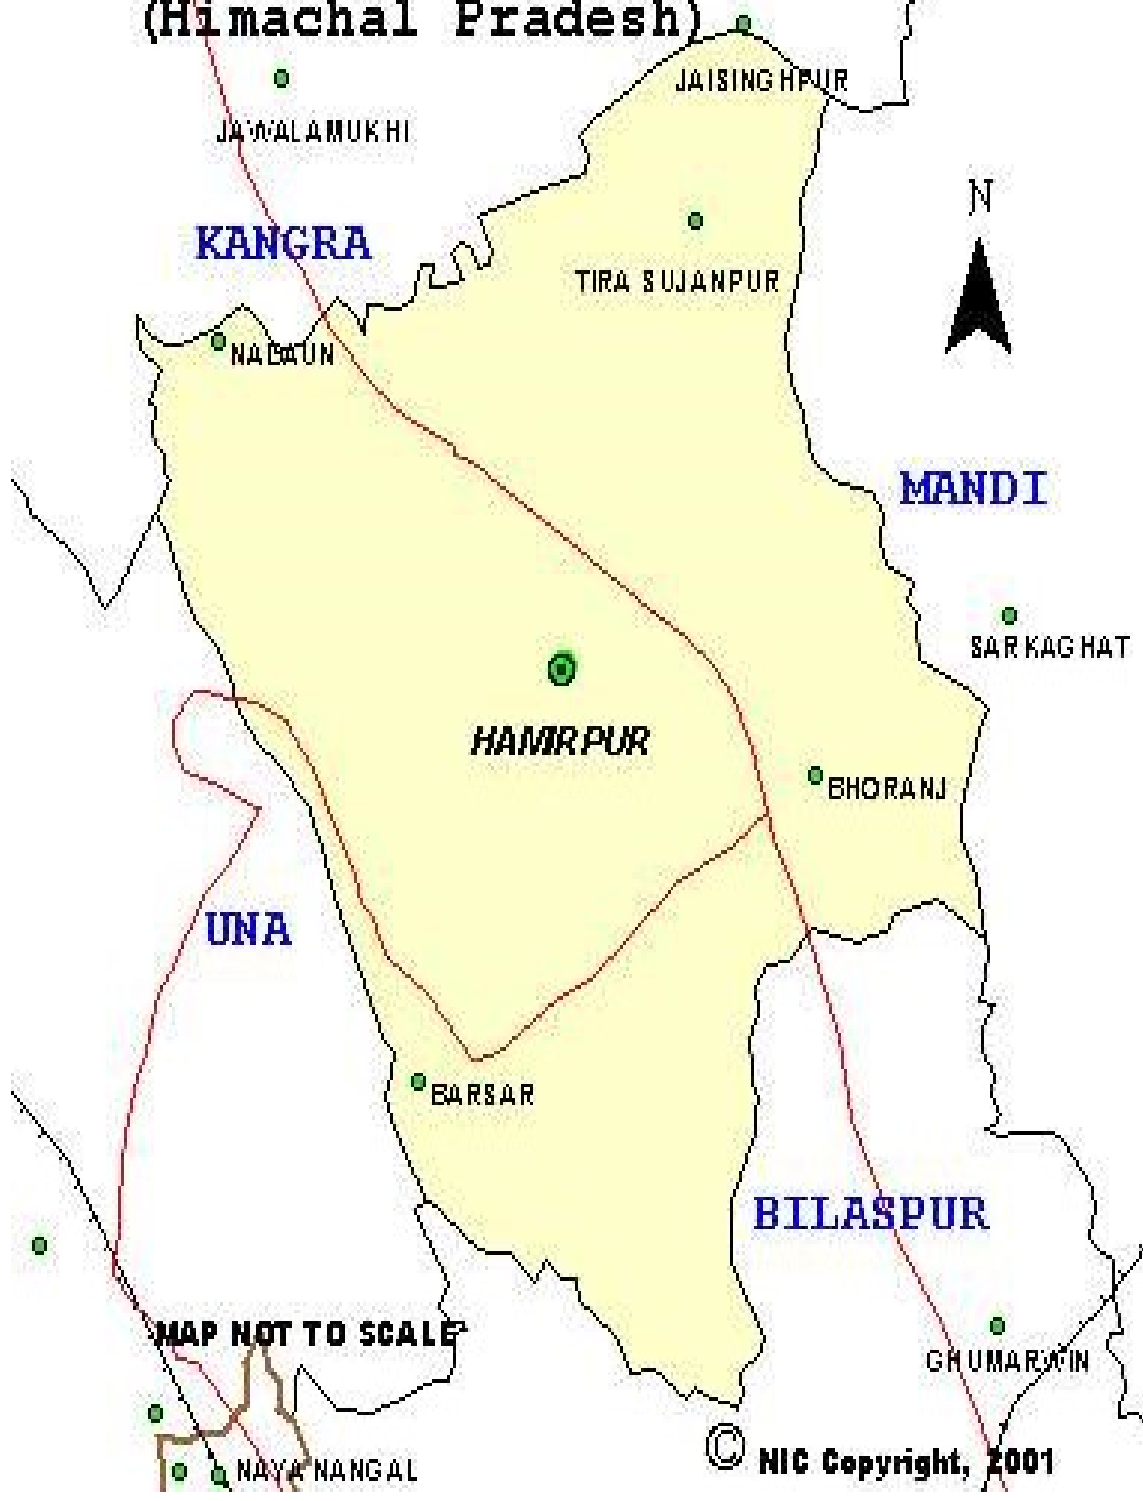 (Himachal Pradesh)
JAISINGHPUR
JAWALAMUKHI
N
KANGRA
TIRA SUJANPUR
NADAUN
MANDI
SARKAGHAT
HAMIRPUR
BHORANJ
UNA
BARSAR
BILASPUR
MAP NOT TO SCALE
GHUMARWIN
© NIC Copyright, 2001
NAYA NANGAL